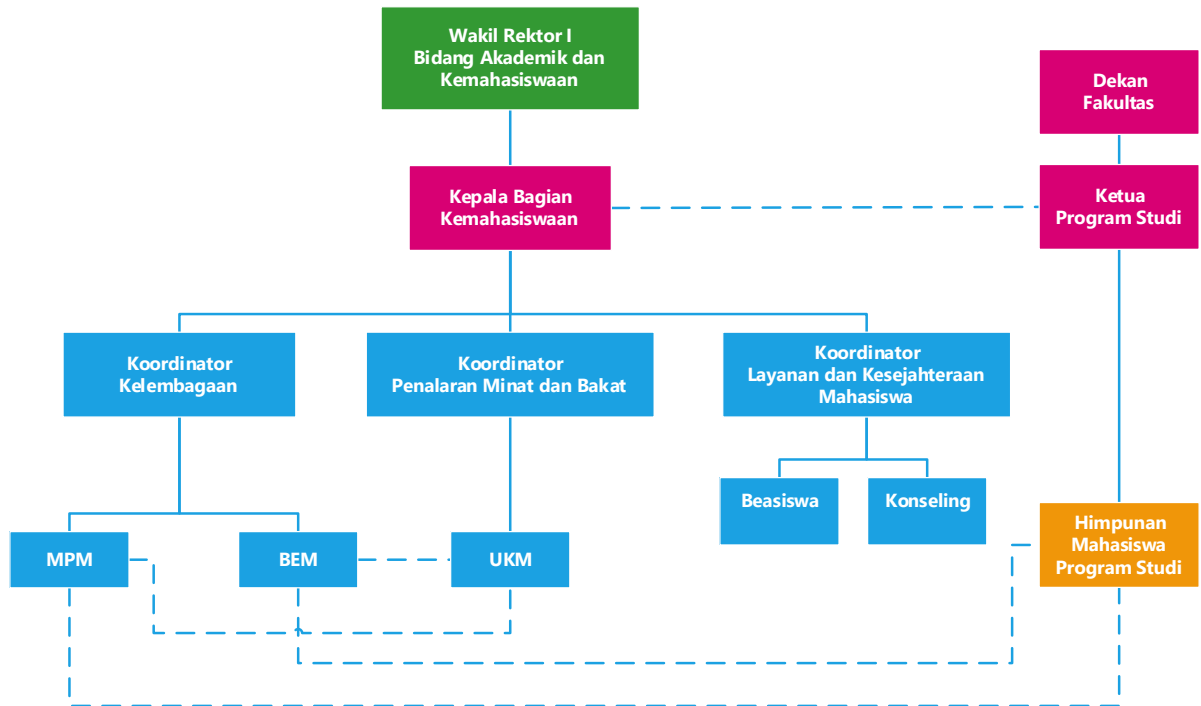 Wakil Rektor I
Bidang Akademik dan
Kemahasiswaan
Dekan
Fakultas
Kepala Bagian
Kemahasiswaan
Ketua
Program Studi
Koordinator
Kelembagaan
Koordinator
Penalaran Minat dan Bakat
Koordinator
Layanan dan Kesejahteraan
Mahasiswa
Beasiswa
Konseling
MPM
BEM
UKM
Himpunan
Mahasiswa
Program Studi